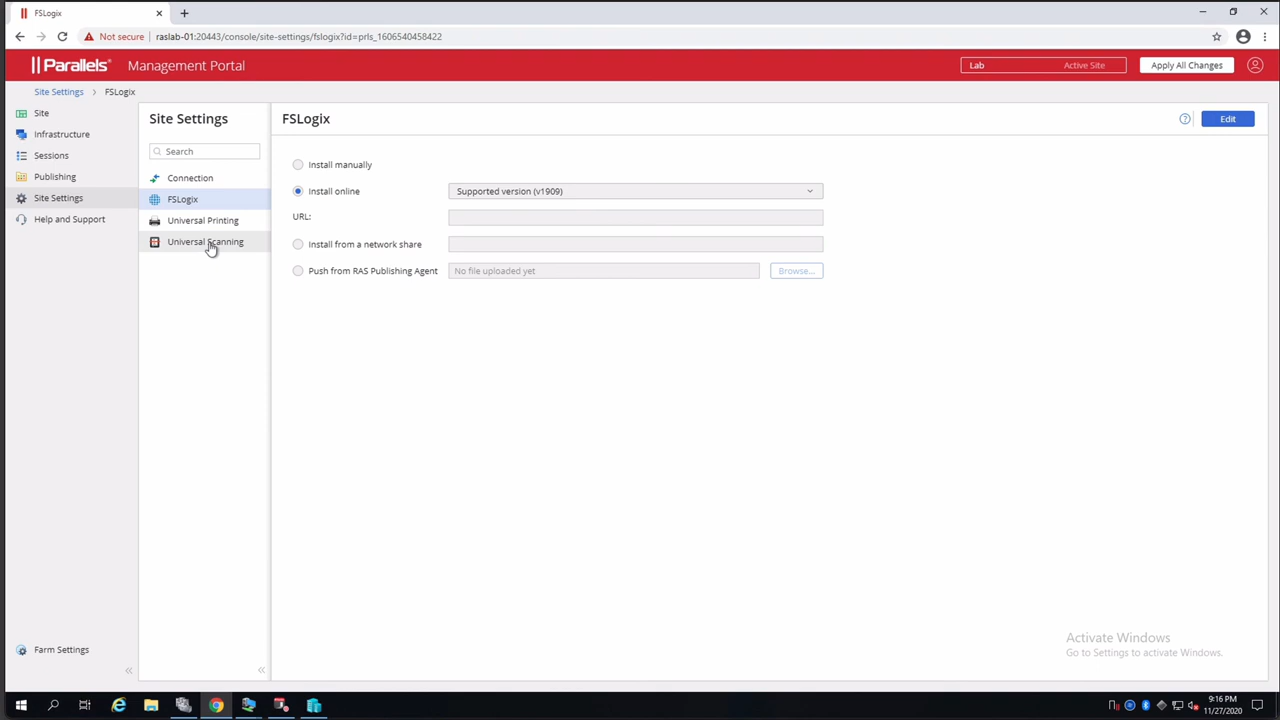 FSLogix
Not secure raslab-01:20443/console/site-settings/fslogix?id=prls_1606540458422
Parallels® Management Portal
Lab Active Site
Apply All Changes
Site Settings > FSLogix
Site
Infrastructure
Sessions
Publishing
Site Settings
Help and Support
Farm Settings
Site Settings
Search
Connection
FSLogix
Universal Printing
Universal Scanning
FSLogix
Edit
Install manually
Install online Supported version (v1909)
URL:
Install from a network share
Push from RAS Publishing Agent No file uploaded yet Browse...
Activate Windows
Go to Settings to activate Windows.
9:16 PM
11/27/2020